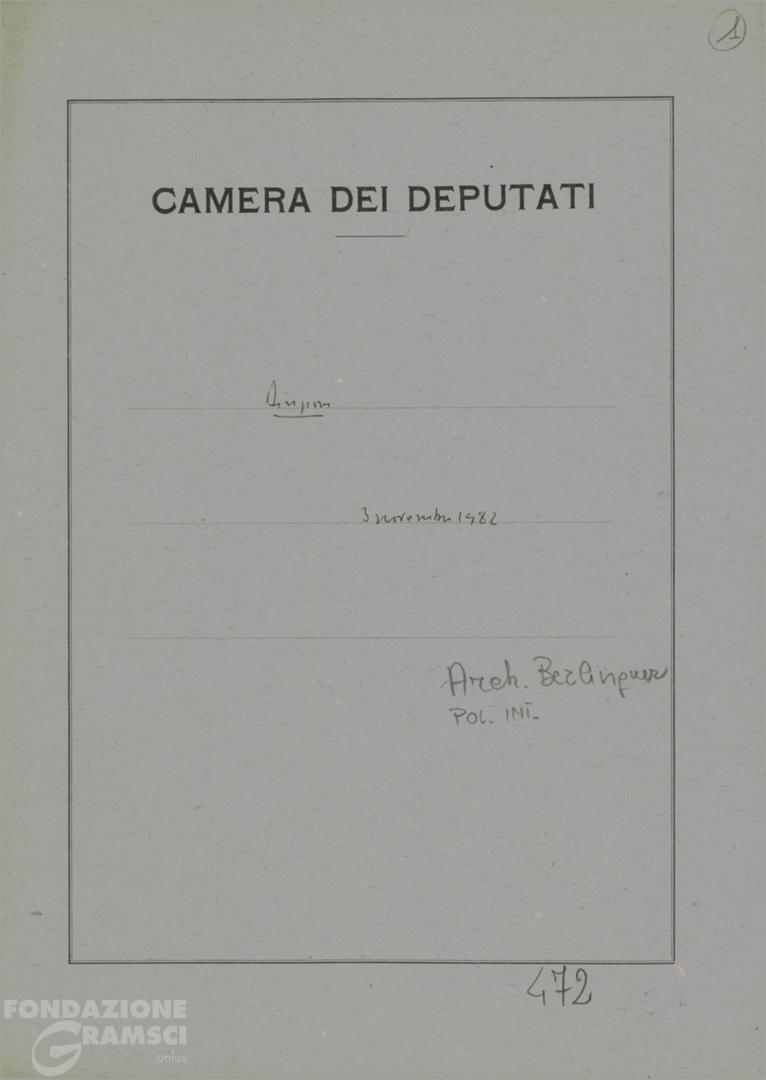 1
CAMERA DEI DEPUTATI
3 novembre 1982
Arch. Berlinguer
POL. INT.
472
FONDAZIONE
GRAMSCI
onlus